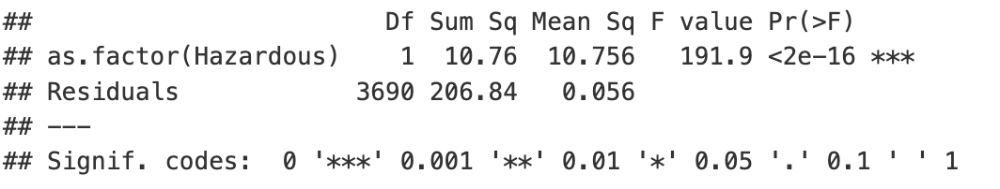 ##                        Df Sum Sq Mean Sq F value Pr(>F)
## as.factor(Hazardous)    1  10.76  10.756   191.9 <2e-16 ***
## Residuals            3690 206.84   0.056
## ---
## Signif. codes:  0 '***' 0.001 '**' 0.01 '*' 0.05 '.' 0.1 ' ' 1